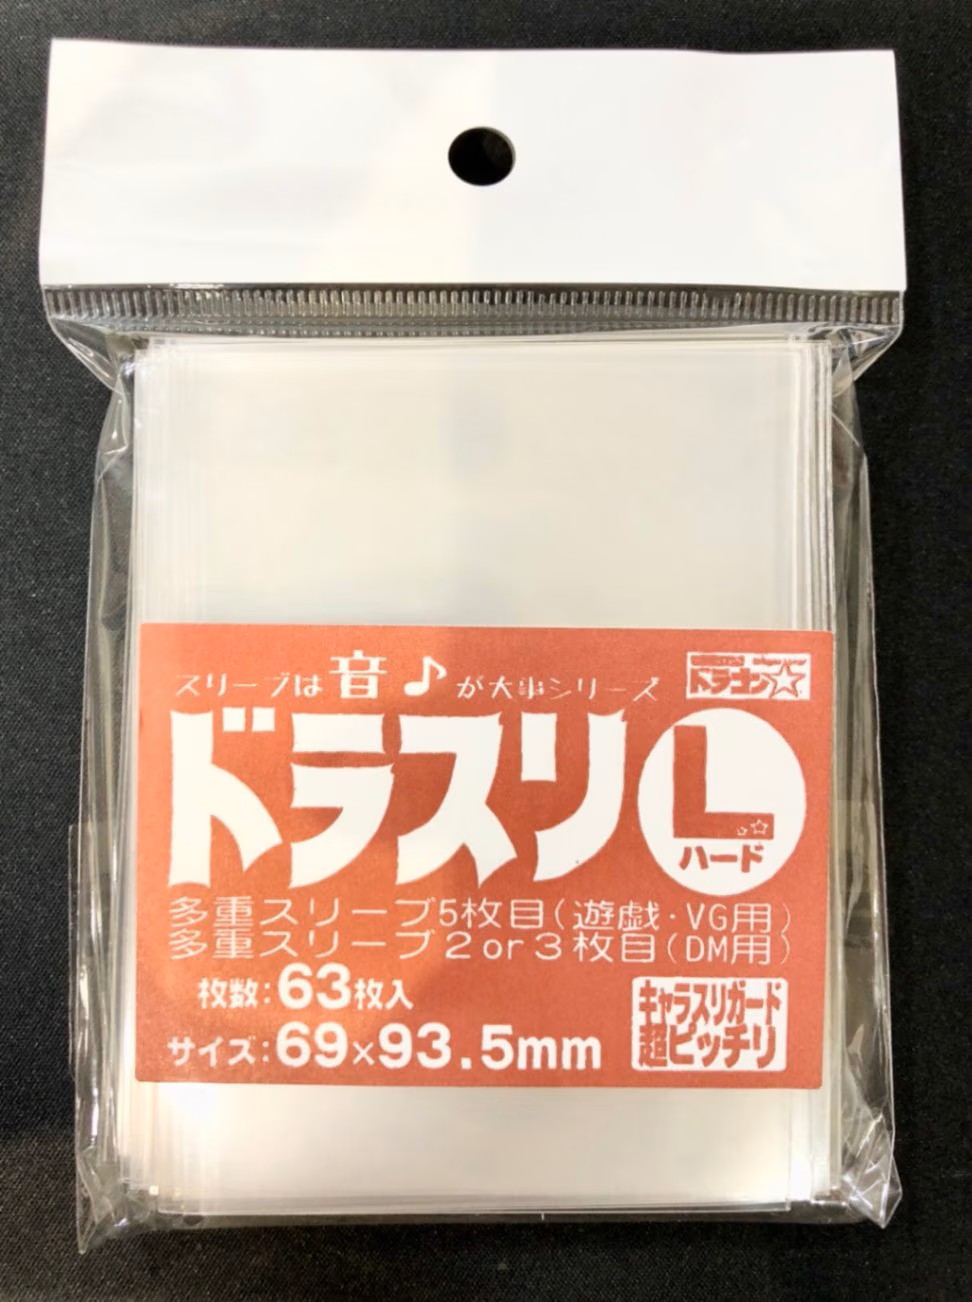 スリーブは音♪が大事シリーズ
ドラゴン☆
ドラスリ
L
ハード
多重スリーブ5枚目(遊戯・VG用)
多重スリーブ2or3枚目(DM用)
枚数:63枚入
サイズ:69×93.5mm
キャラスリガード
超ピッチリ